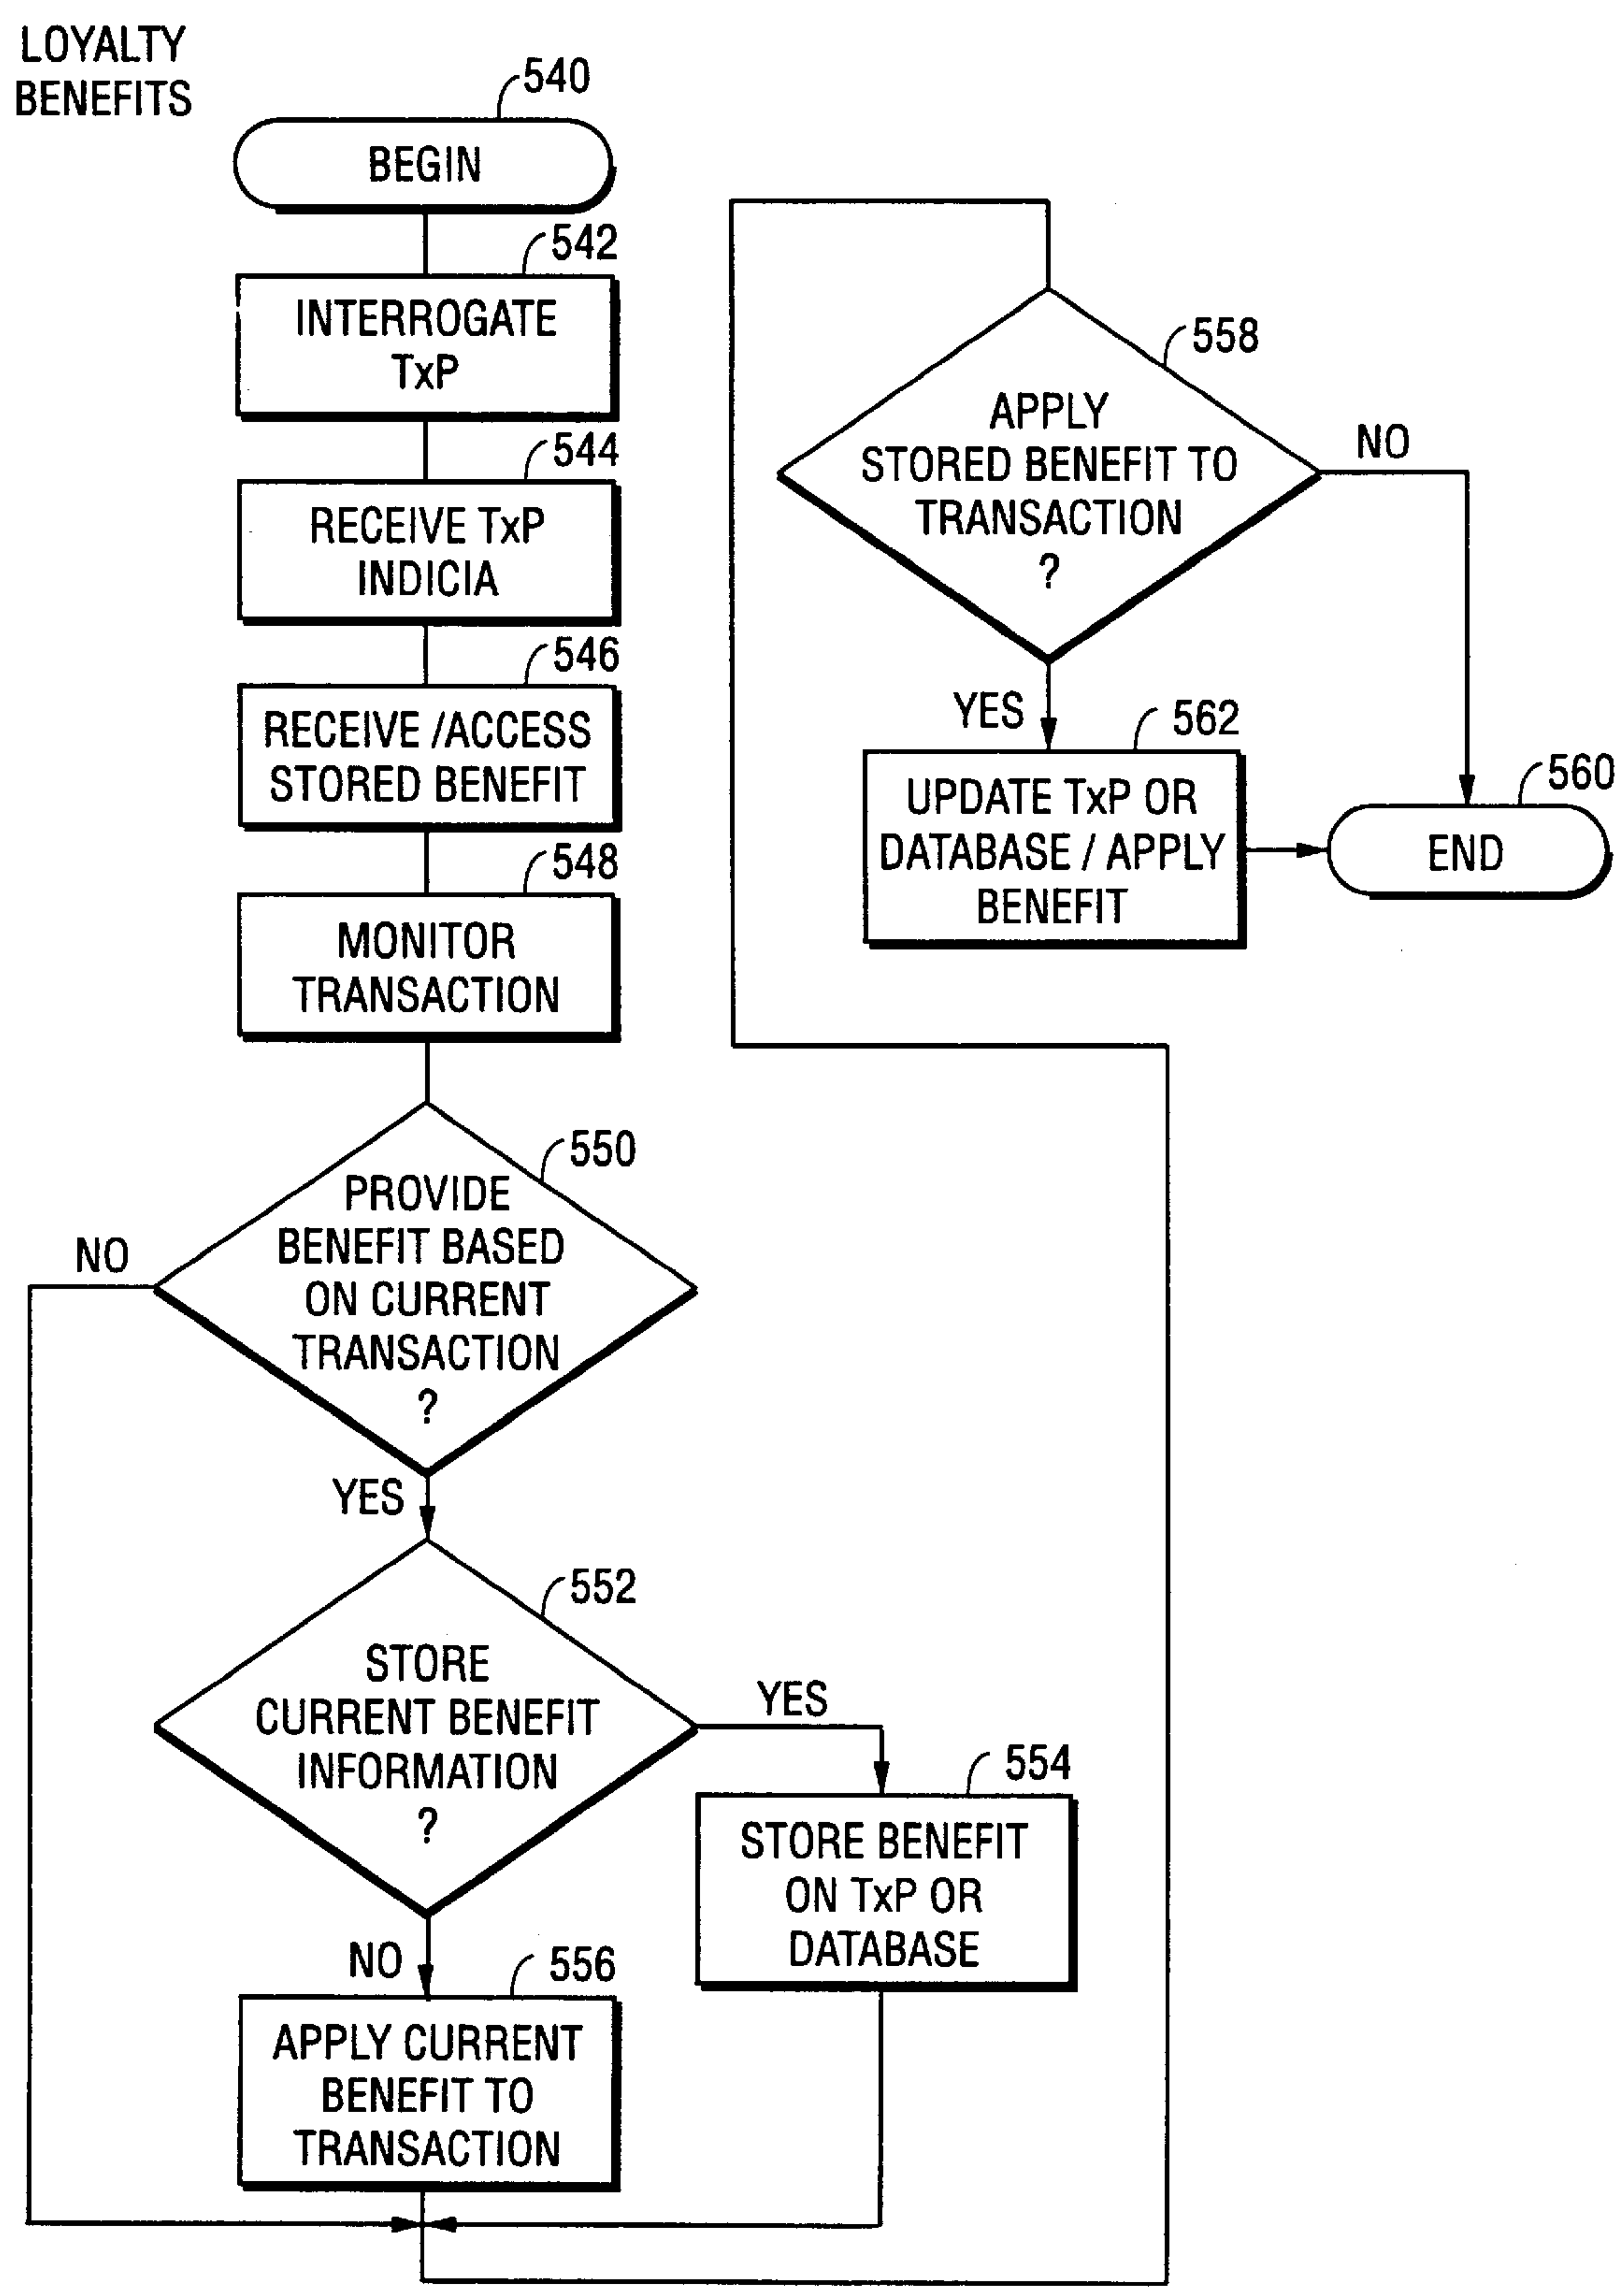 LOYALTY
BENEFITS
540
BEGIN
542
INTERROGATE
TxP
544
RECEIVE TxP
INDICIA
546
RECEIVE /ACCESS
STORED BENEFIT
548
MONITOR
TRANSACTION
550
PROVIDE
BENEFIT BASED
ON CURRENT
TRANSACTION
?
NO
YES
552
STORE
CURRENT BENEFIT
INFORMATION
?
YES
554
STORE BENEFIT
ON TxP OR
DATABASE
NO
556
APPLY CURRENT
BENEFIT TO
TRANSACTION
558
APPLY
STORED BENEFIT TO
TRANSACTION
?
NO
YES
562
UPDATE TxP OR
DATABASE / APPLY
BENEFIT
560
END